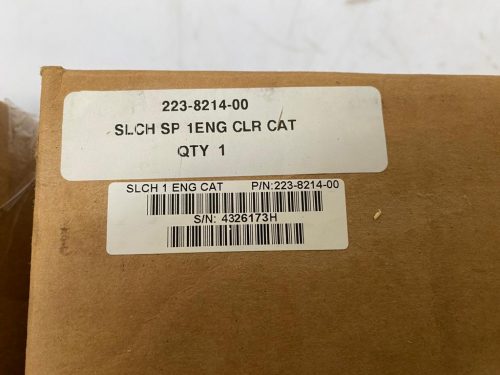 223-8214-00
SLCH SP 1ENG CLR CAT
QTY 1
SLCH 1 ENG CAT P/N:223-8214-00
S/N: 4326173H